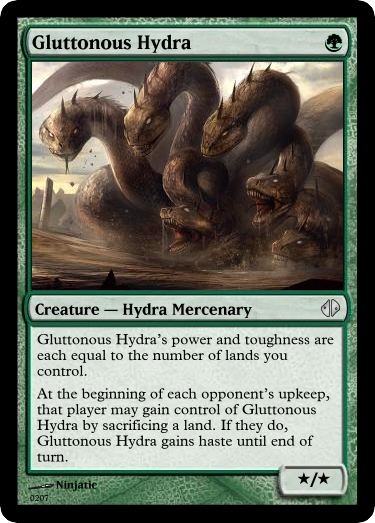 Gluttonous Hydra
Creature — Hydra Mercenary
Gluttonous Hydra's power and toughness are
each equal to the number of lands you
control.
At the beginning of each opponent's upkeep,
that player may gain control of Gluttonous
Hydra by sacrificing a land. If they do,
Gluttonous Hydra gains haste until end of
turn.
★/★
Ninjatic
0207